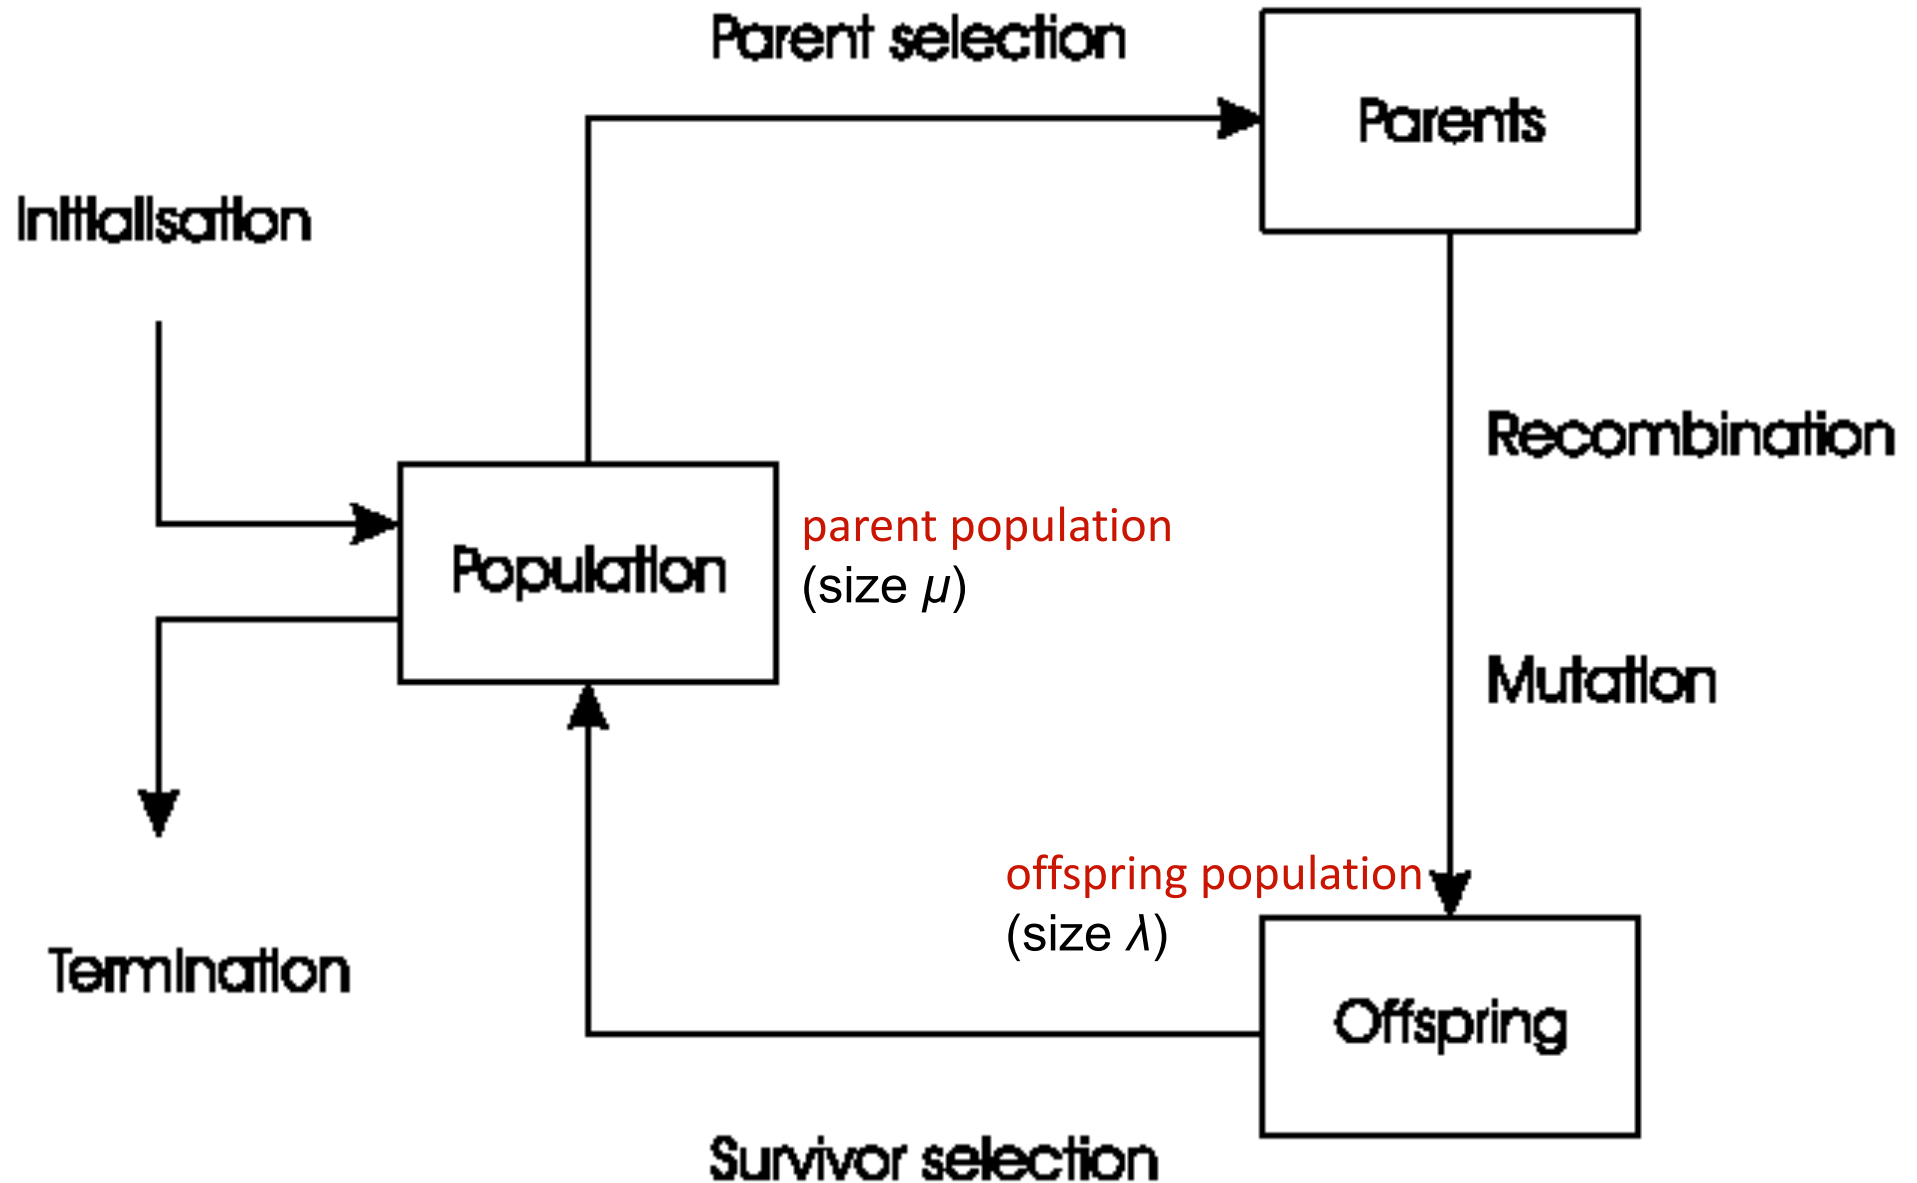 Parent selection
Parents
Initialisation
Recombination
parent population
(size μ)
Population
Mutation
offspring population
(size λ)
Termination
Offspring
Survivor selection